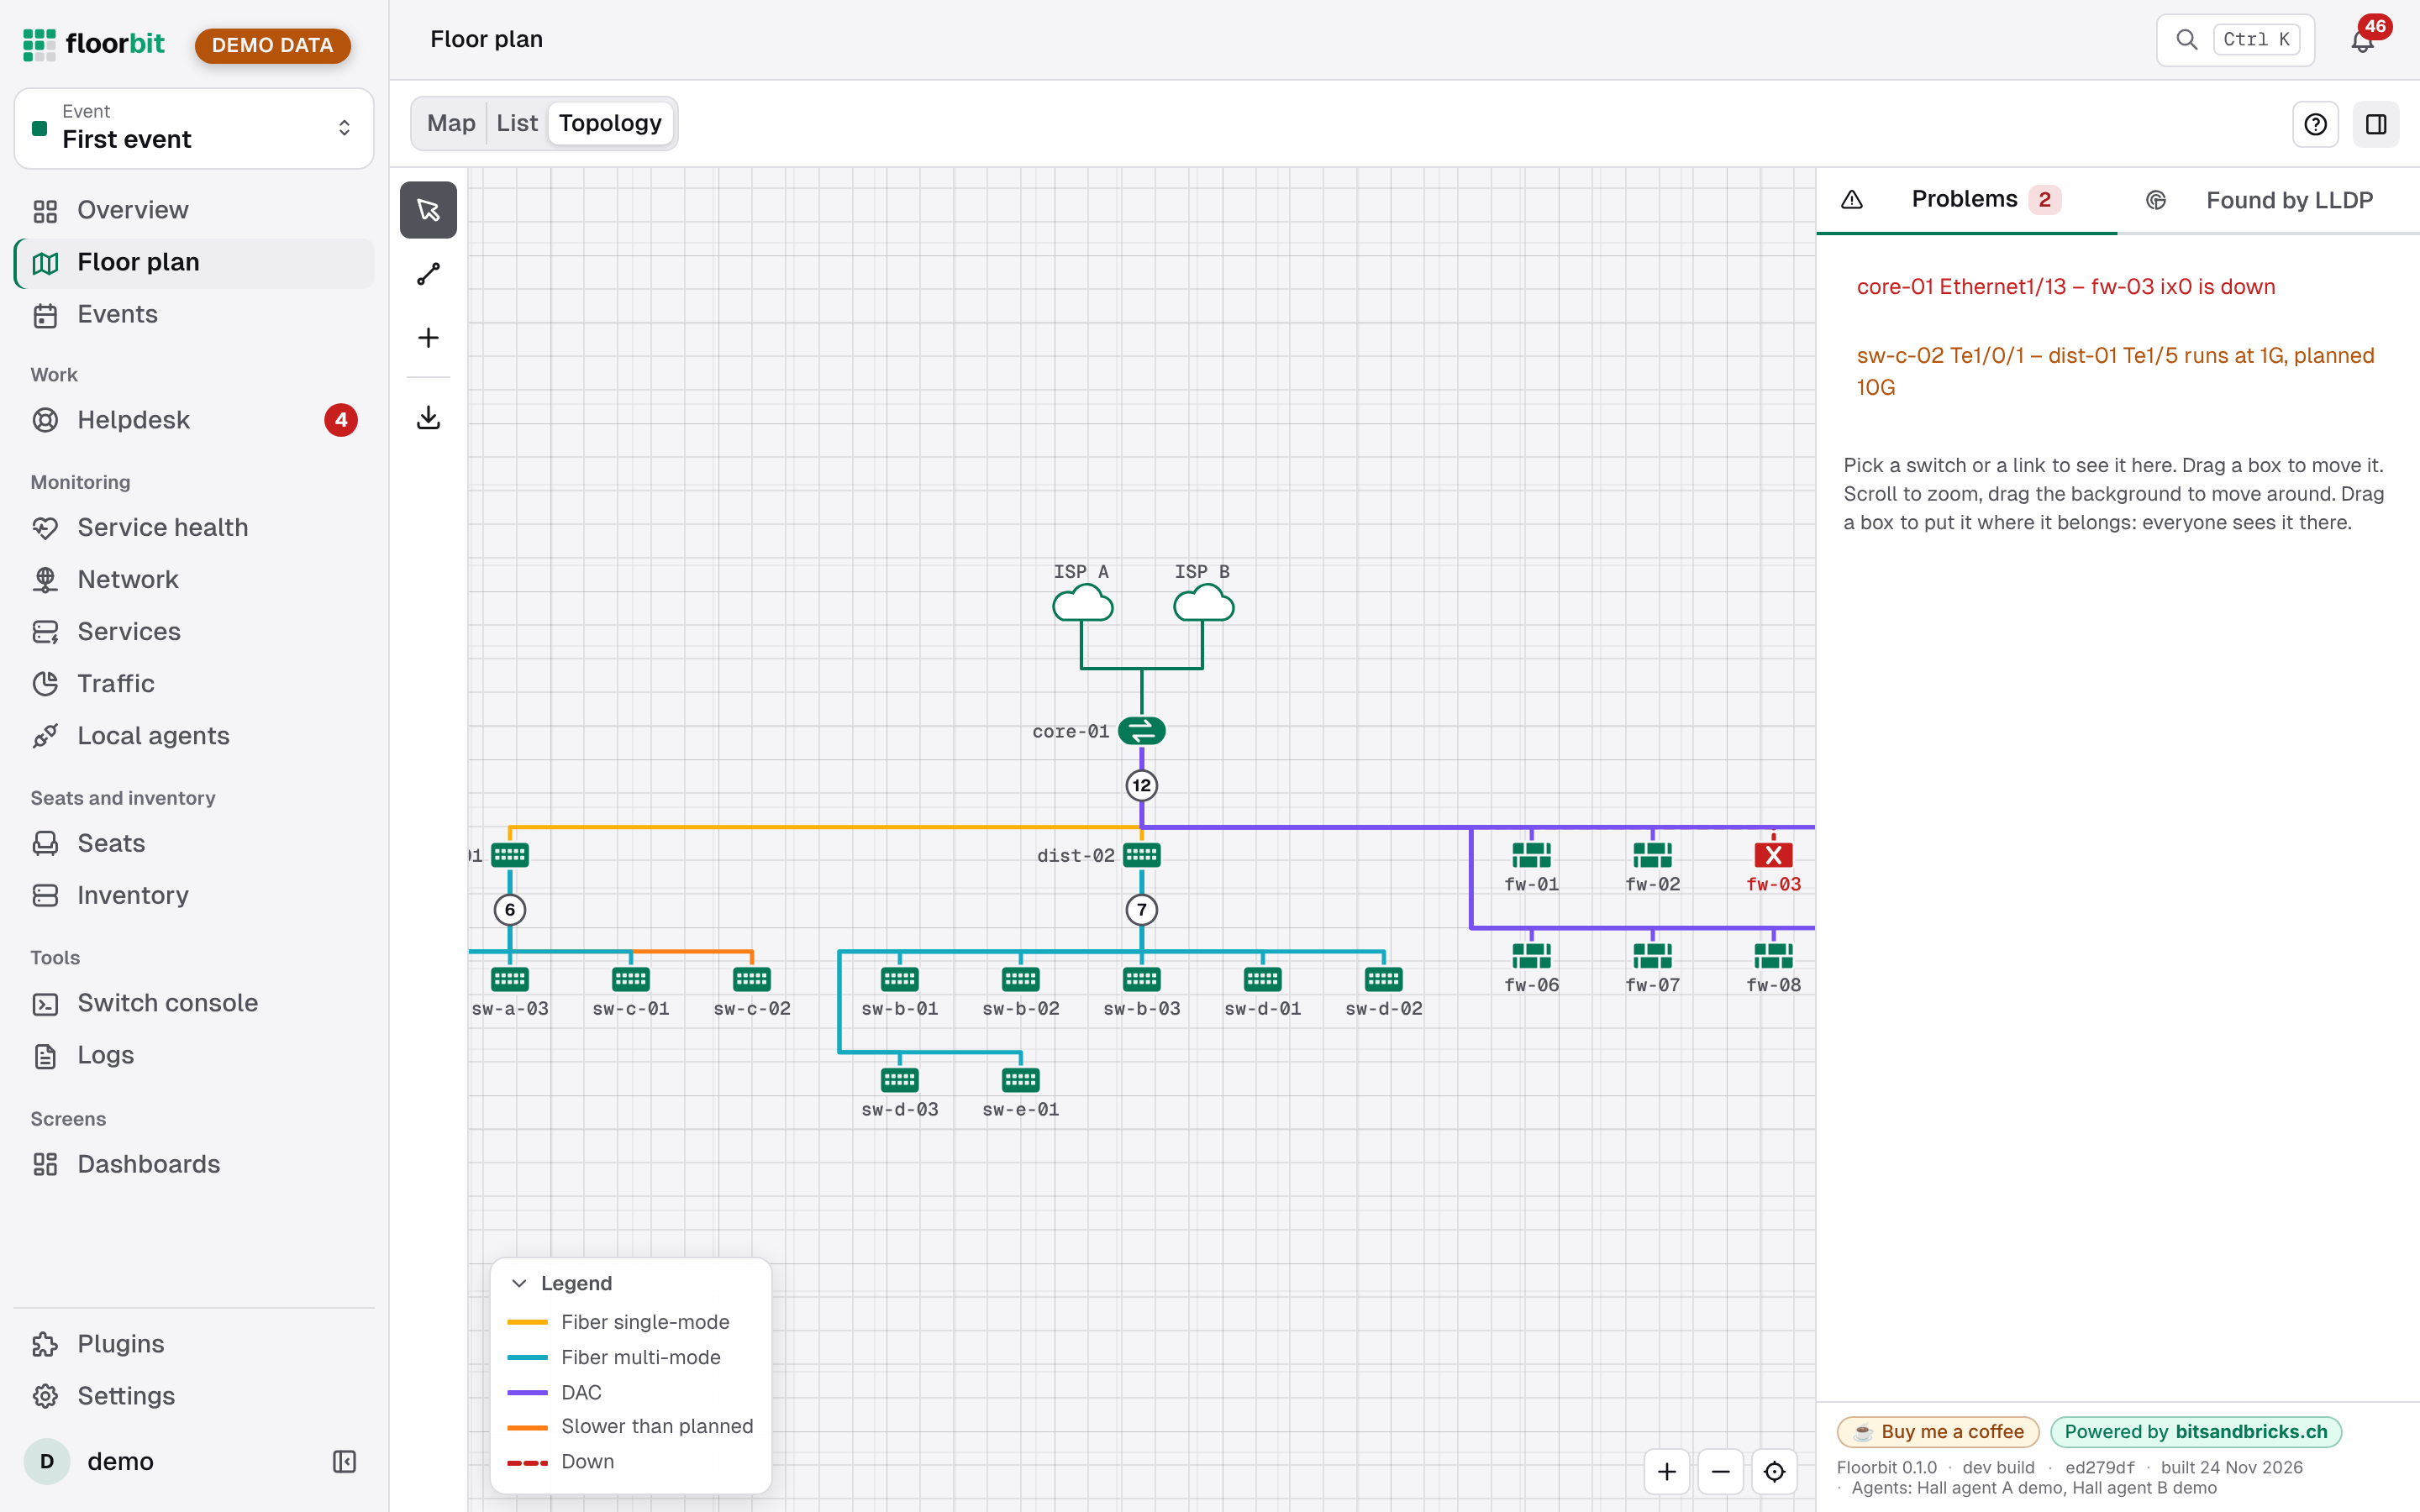 floorbit
DEMO DATA
Event
First event
Overview
Floor plan
Events
Work
Helpdesk
4
Monitoring
Service health
Network
Services
Traffic
Local agents
Seats and inventory
Seats
Inventory
Tools
Switch console
Logs
Screens
Dashboards
Plugins
Settings
D
demo
Floor plan
Ctrl K
46
Map
List
Topology
ISP A
ISP B
core-01
12
dist-02
6
7
fw-01
fw-02
fw-03
fw-06
fw-07
fw-08
sw-a-03
sw-c-01
sw-c-02
sw-b-01
sw-b-02
sw-b-03
sw-d-01
sw-d-02
sw-d-03
sw-e-01
Legend
Fiber single-mode
Fiber multi-mode
DAC
Slower than planned
Down
Problems 2
Found by LLDP
core-01 Ethernet1/13 – fw-03 ix0 is down
sw-c-02 Te1/0/1 – dist-01 Te1/5 runs at 1G, planned
10G
Pick a switch or a link to see it here. Drag a box to move it.
Scroll to zoom, drag the background to move around. Drag
a box to put it where it belongs: everyone sees it there.
Buy me a coffee
Powered by bitsandbricks.ch
Floorbit 0.1.0 · dev build · ed279df · built 24 Nov 2026
· Agents: Hall agent A demo, Hall agent B demo